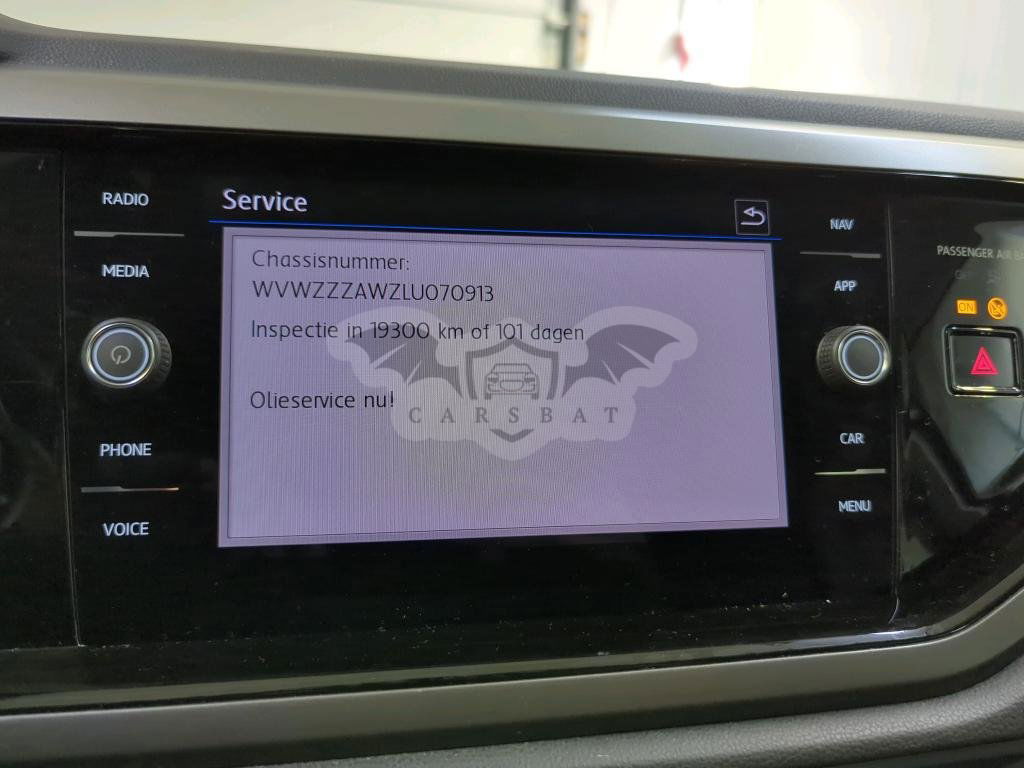 RADIO
MEDIA
PHONE
VOICE
Service
Chassisnummer:
WVWZZZAWZLU070913
Inspectie in 19300 km of 101 dagen
Olieservice nu!
CARSBAT
NAV
APP
CAR
MENU
PASSENGER AIR
ON